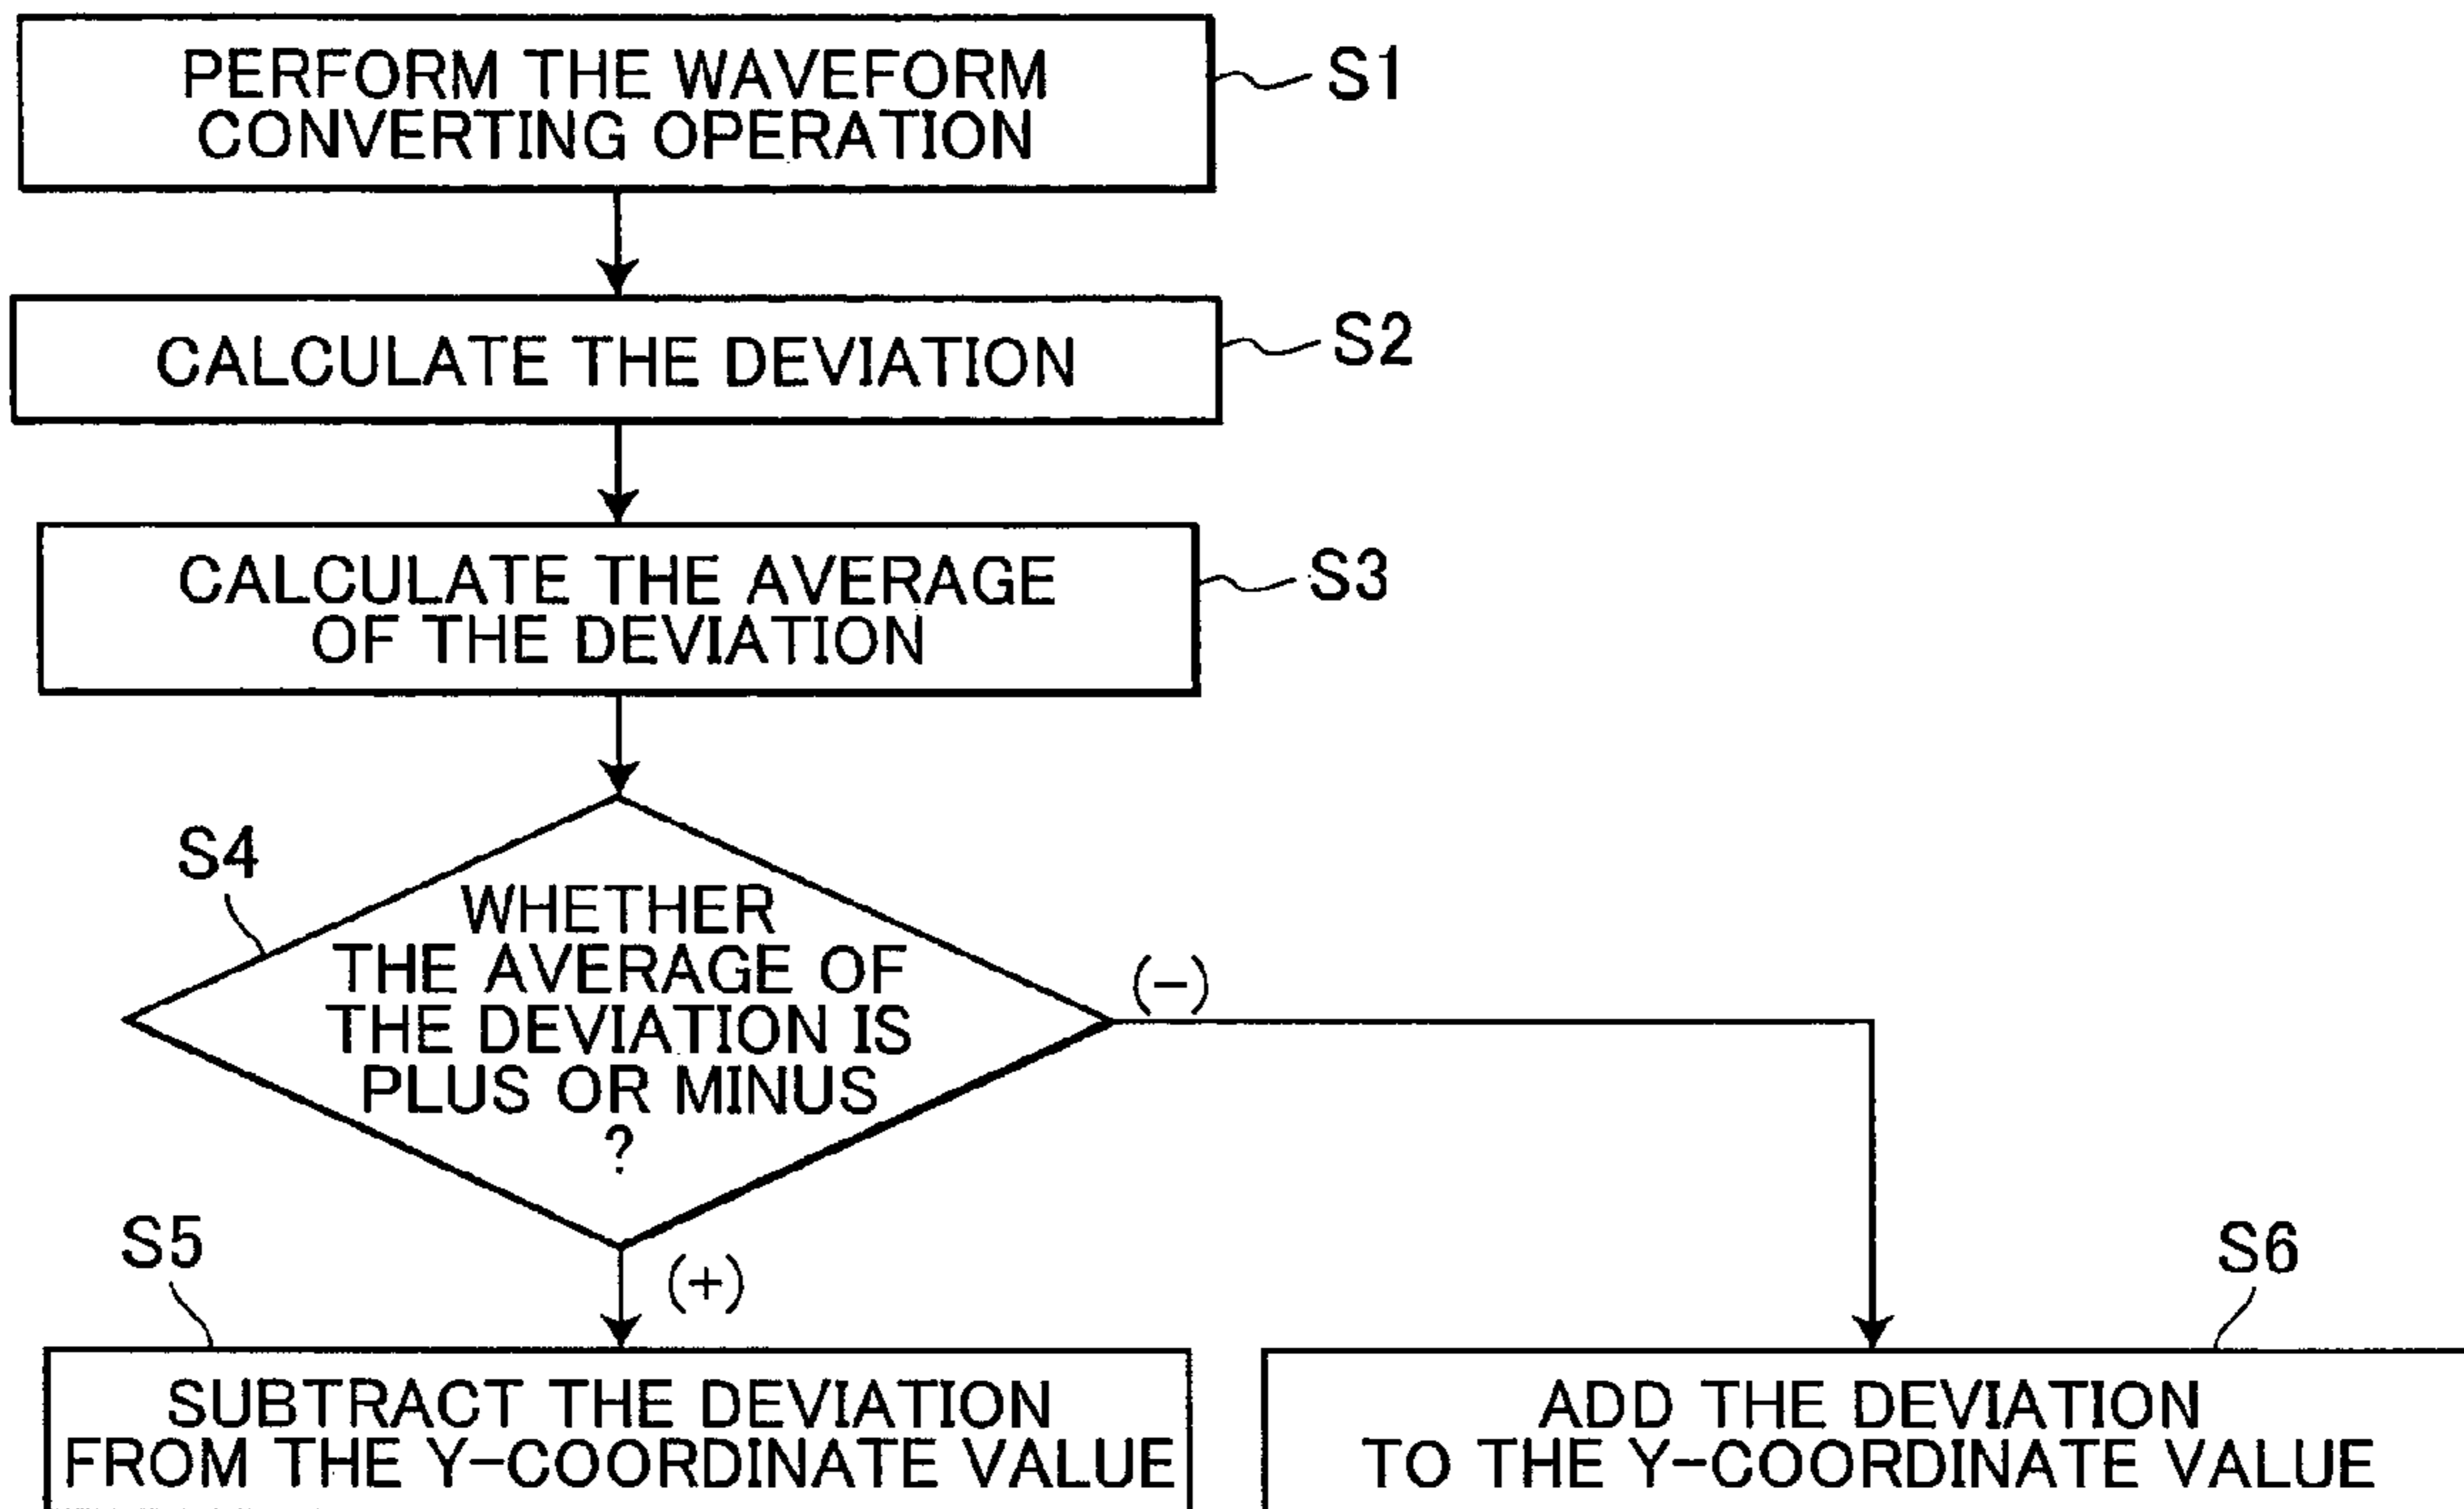 PERFORM THE WAVEFORM
CONVERTING OPERATION
S1
CALCULATE THE DEVIATION
S2
CALCULATE THE AVERAGE
OF THE DEVIATION
S3
S4
WHETHER
THE AVERAGE OF
THE DEVIATION IS
PLUS OR MINUS
?
(-)
(+)
S5
SUBTRACT THE DEVIATION
FROM THE Y-COORDINATE VALUE
S6
ADD THE DEVIATION
TO THE Y-COORDINATE VALUE